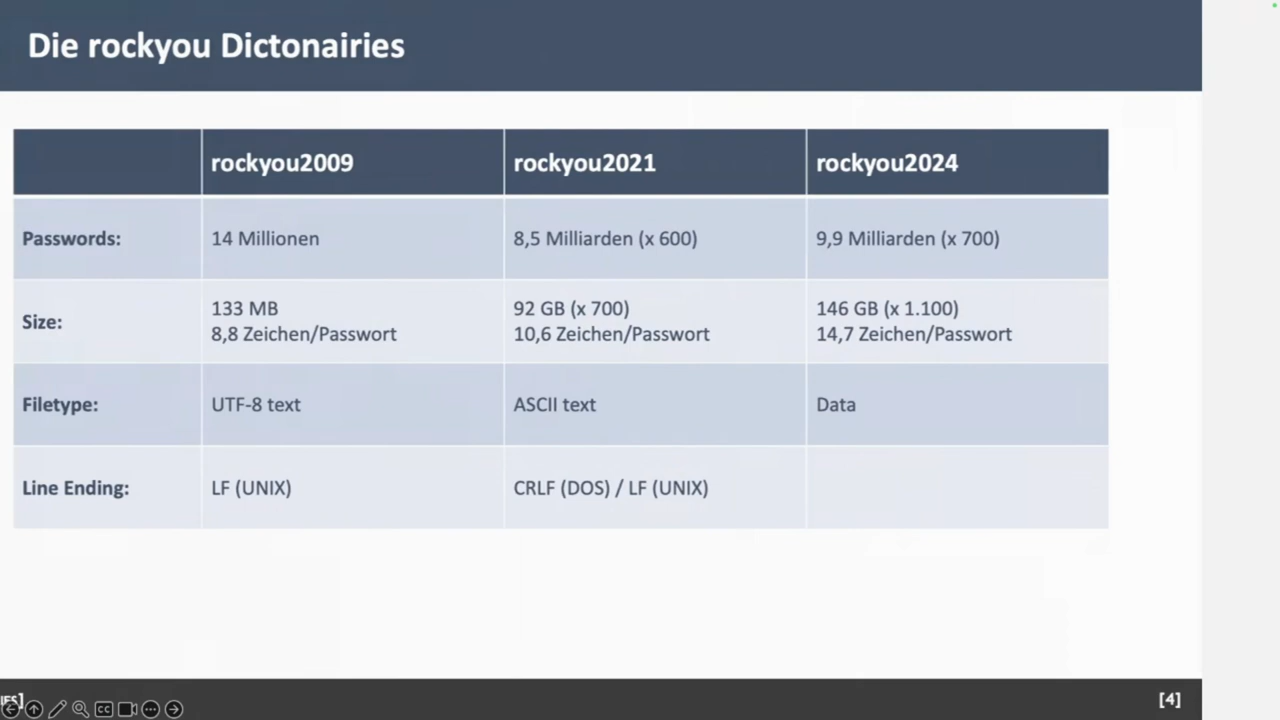 Die rockyou Dictonairies
rockyou2009 rockyou2021 rockyou2024
Passwords: 14 Millionen 8,5 Milliarden (x 600) 9,9 Milliarden (x 700)
Size: 133 MB 92 GB (x 700) 146 GB (x 1.100)
8,8 Zeichen/Passwort 10,6 Zeichen/Passwort 14,7 Zeichen/Passwort
Filetype: UTF-8 text ASCII text Data
Line Ending: LF (UNIX) CRLF (DOS) / LF (UNIX)
CC
[4]